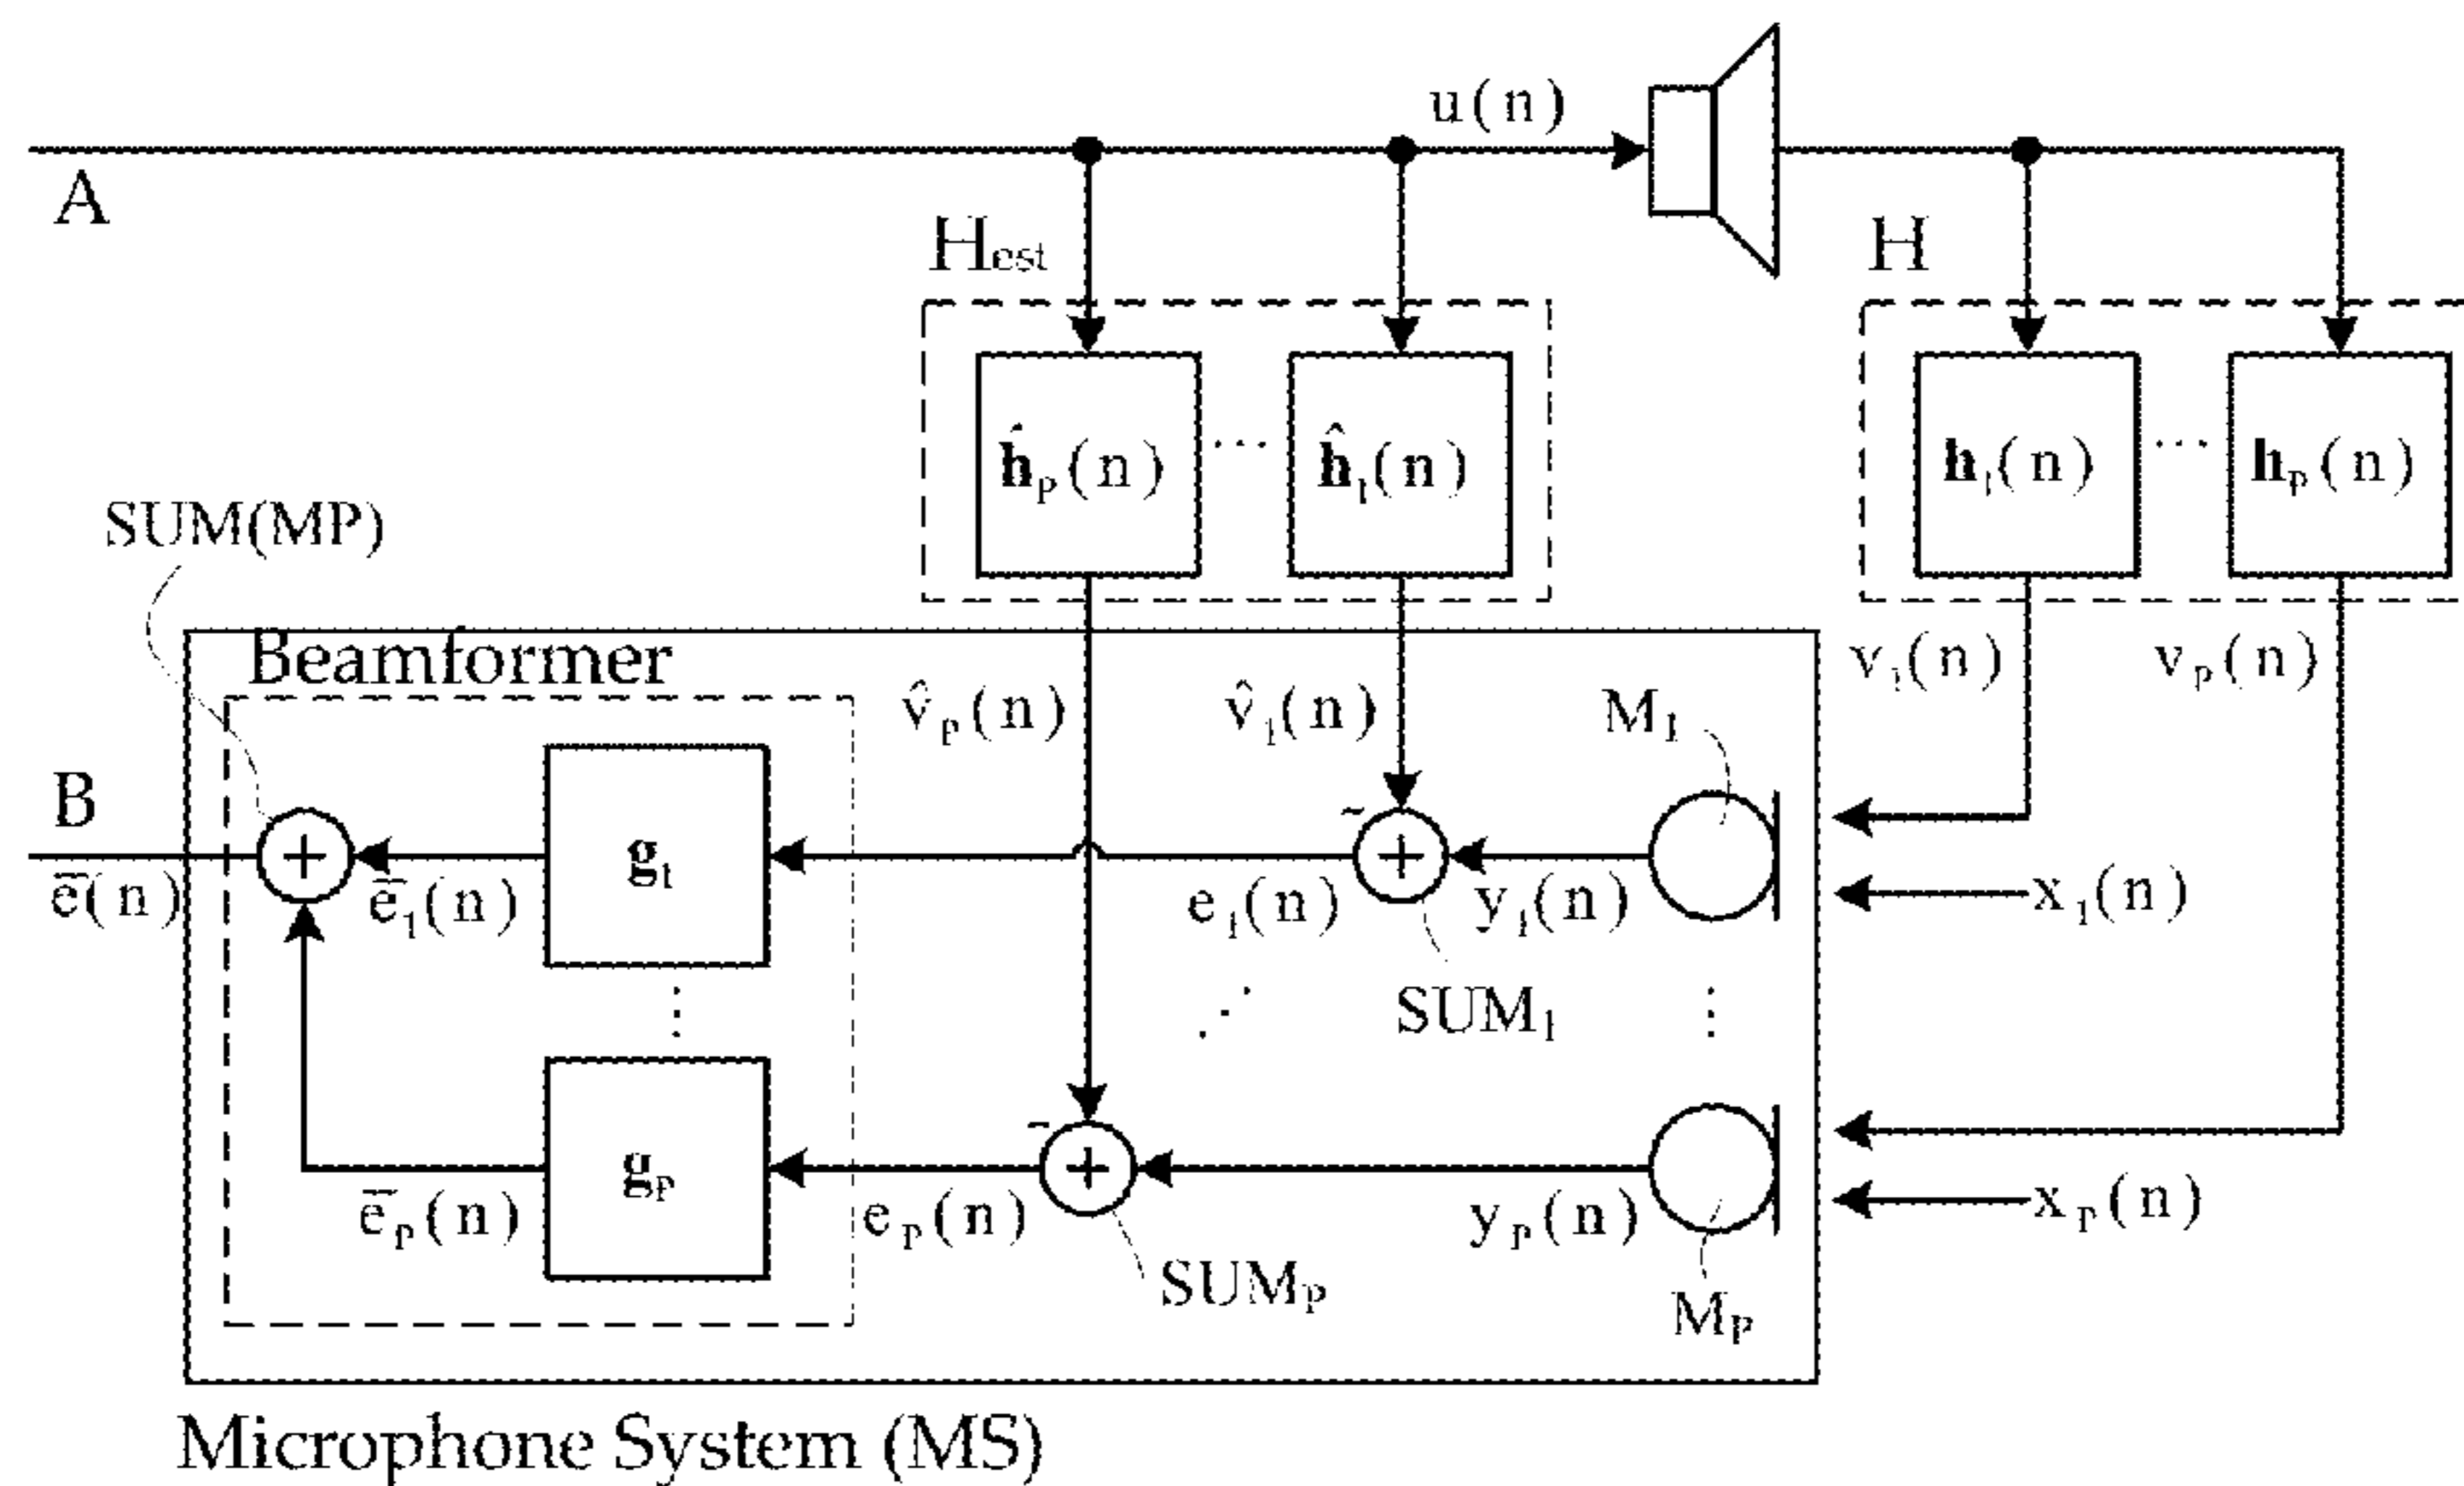 u(n)
A
Hest
H
ĥP(n) ... ĥ1(n)
h1(n) ... hP(n)
SUM(MP)
Beamformer
v̂P(n)
v̂1(n)
M1
v1(n)
vP(n)
B
g1
+
+
ē(n)
ē1(n)
e1(n)
y1(n)
x1(n)
SUM1
gP
+
ēP(n)
eP(n)
yP(n)
xP(n)
SUMP
MP
Microphone System (MS)